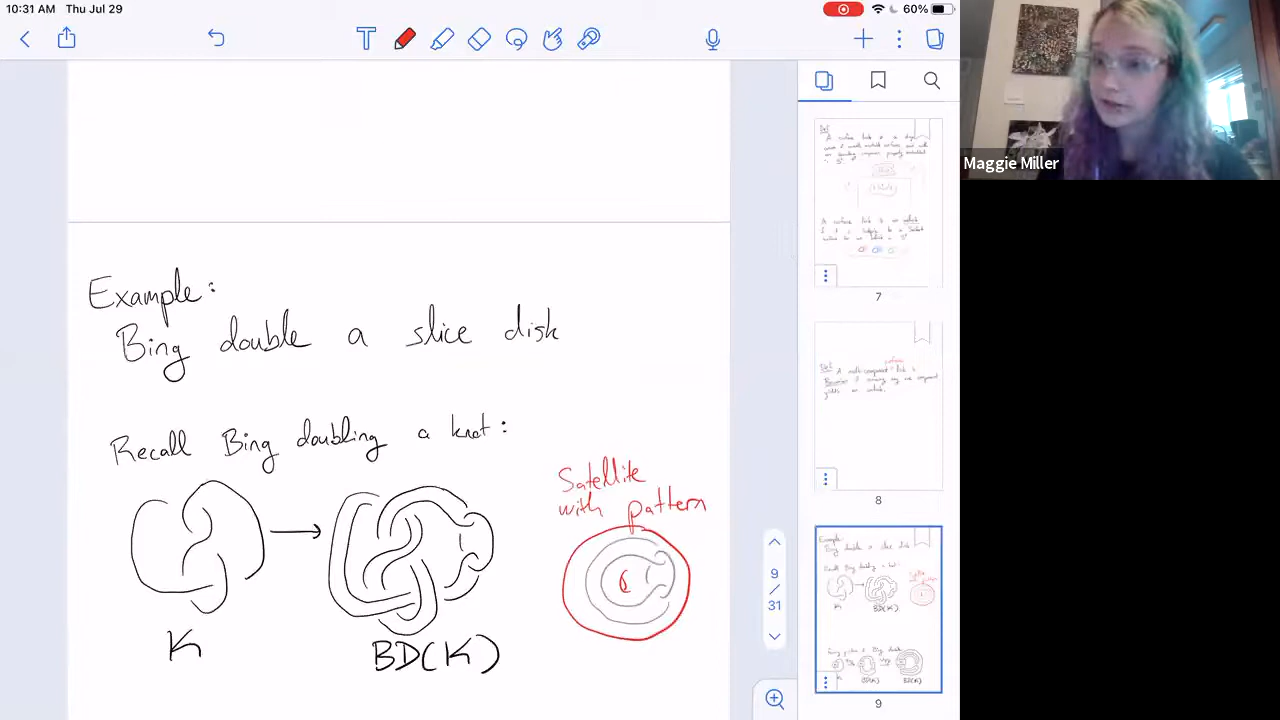 10:31 AM Thu Jul 29
60%
Maggie Miller
Example:
Bing double a slice disk
Recall Bing doubling a knot:
Satellite
with pattern
K
BD(K)
9
/
31
7
8
9